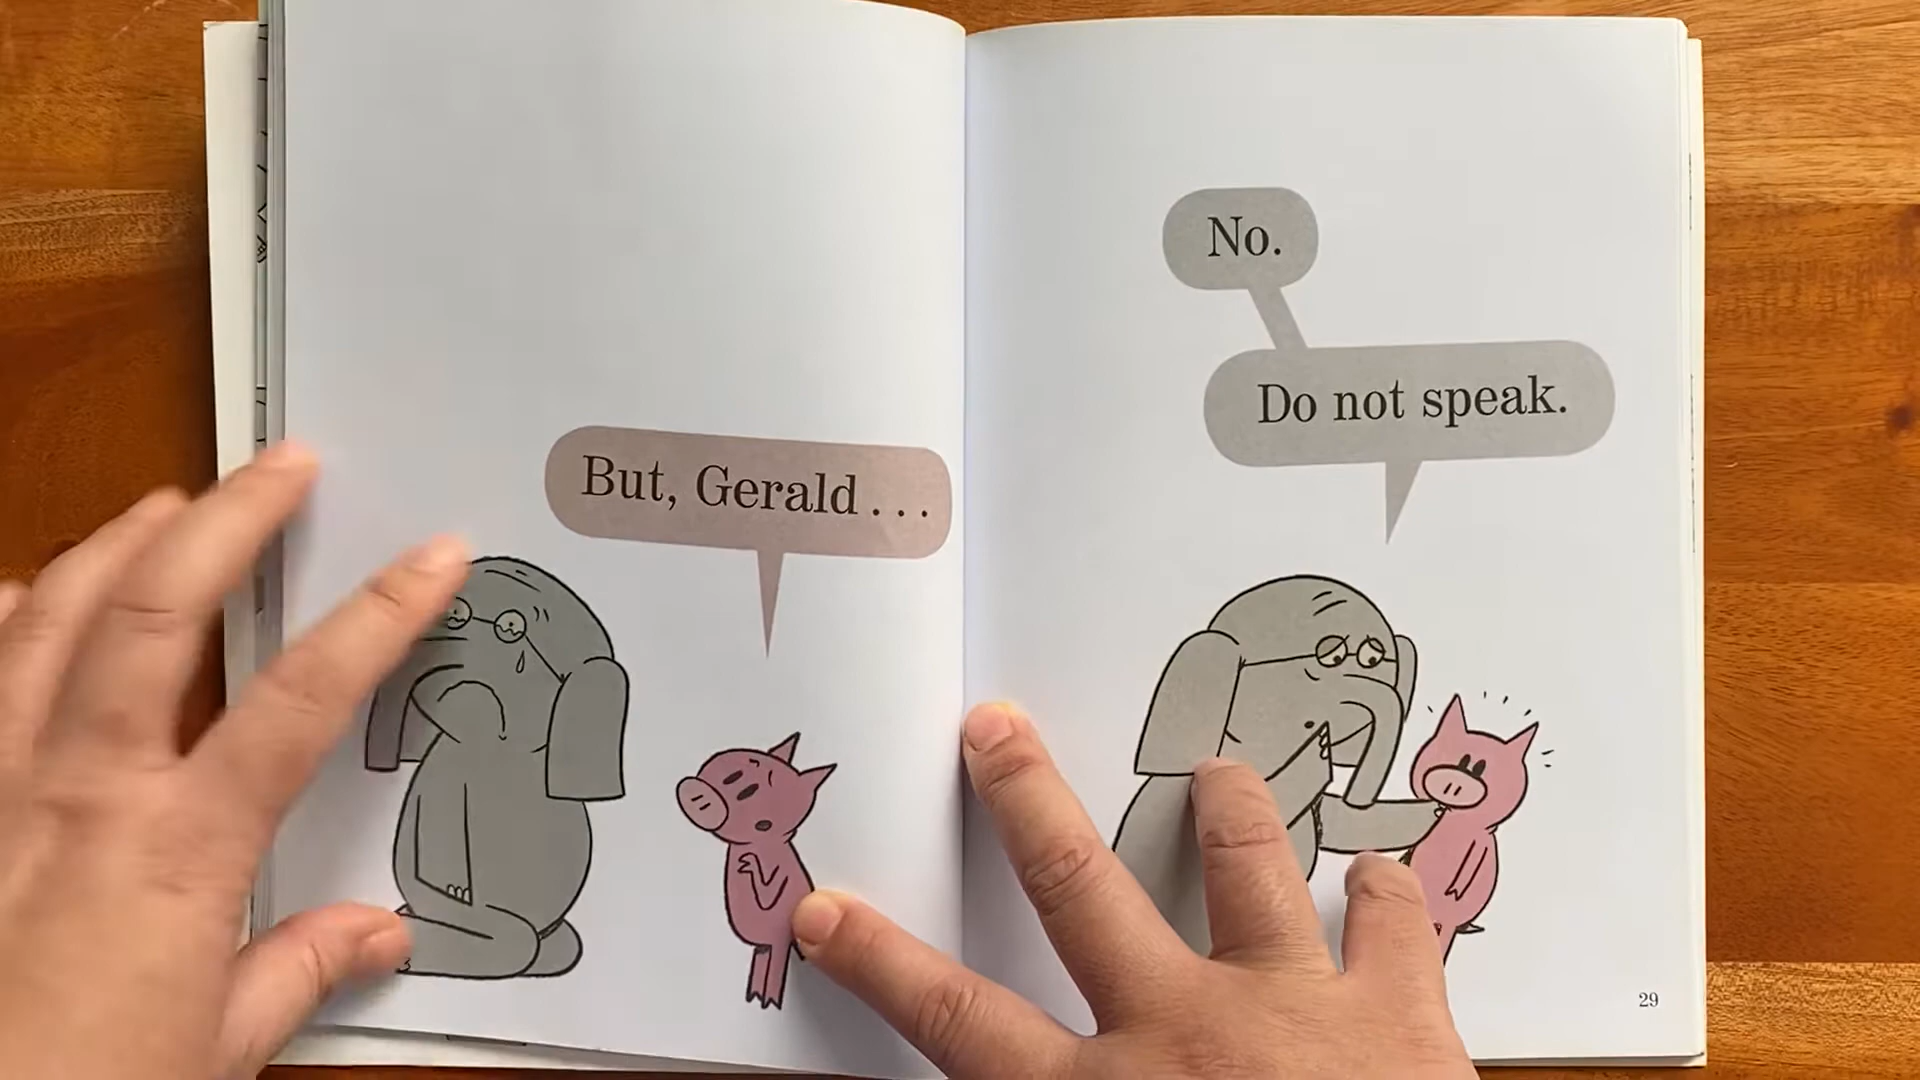 But, Gerald . . .
No.
Do not speak.
29